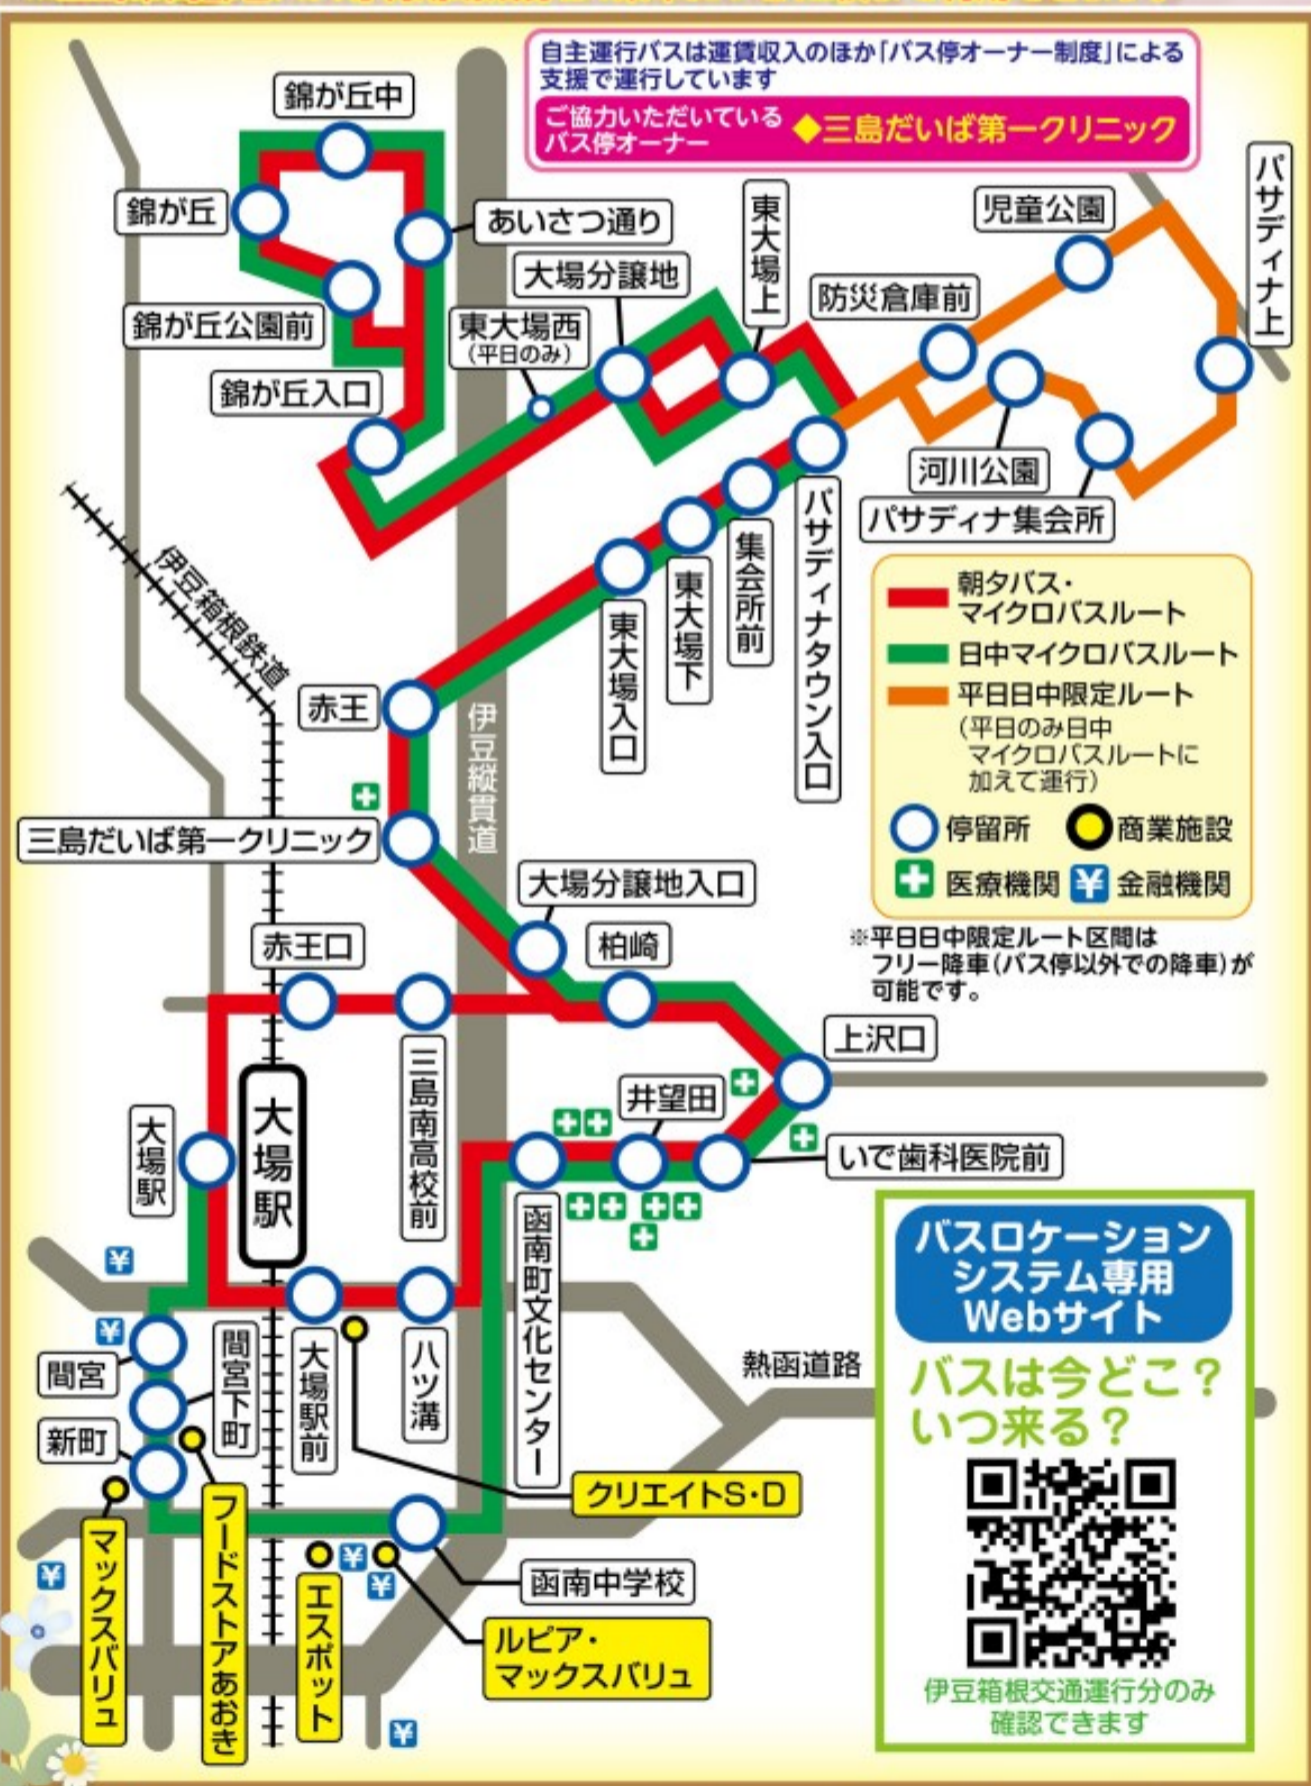 自主運行バスは運賃収入のほか「バス停オーナー制度」による
支援で運行しています
ご協力いただいている
バス停オーナー
◆三島だいば第一クリニック
錦が丘中
錦が丘
あいさつ通り
錦が丘公園前
錦が丘入口
大場分譲地
東大場西
(平日のみ)
東大場上
防災倉庫前
児童公園
パサディナ上
河川公園
パサディナ集会所
パサディナタウン入口
集会所前
東大場下
東大場入口
伊豆箱根鉄道
赤王
伊豆縦貫道
三島だいば第一クリニック
朝夕バス・
マイクロバスルート
日中マイクロバスルート
平日日中限定ルート
(平日のみ日中
マイクロバスルートに
加えて運行)
停留所
商業施設
医療機関
¥
金融機関
※平日日中限定ルート区間は
フリー降車(バス停以外での降車)が
可能です。
大場分譲地入口
柏崎
赤王口
三島南高校前
上沢口
井望田
いで歯科医院前
大場駅
大場駅
函南町文化センター
¥
¥
間宮
間宮下町
新町
大場駅前
八ツ溝
熱函道路
クリエイトS・D
函南中学校
マックスバリュ
フードストアあおき
エスポット
ルピア・
マックスバリュ
¥
¥
¥
¥
バスロケーション
システム専用
Webサイト
バスは今どこ?
いつ来る?
伊豆箱根交通運行分のみ
確認できます